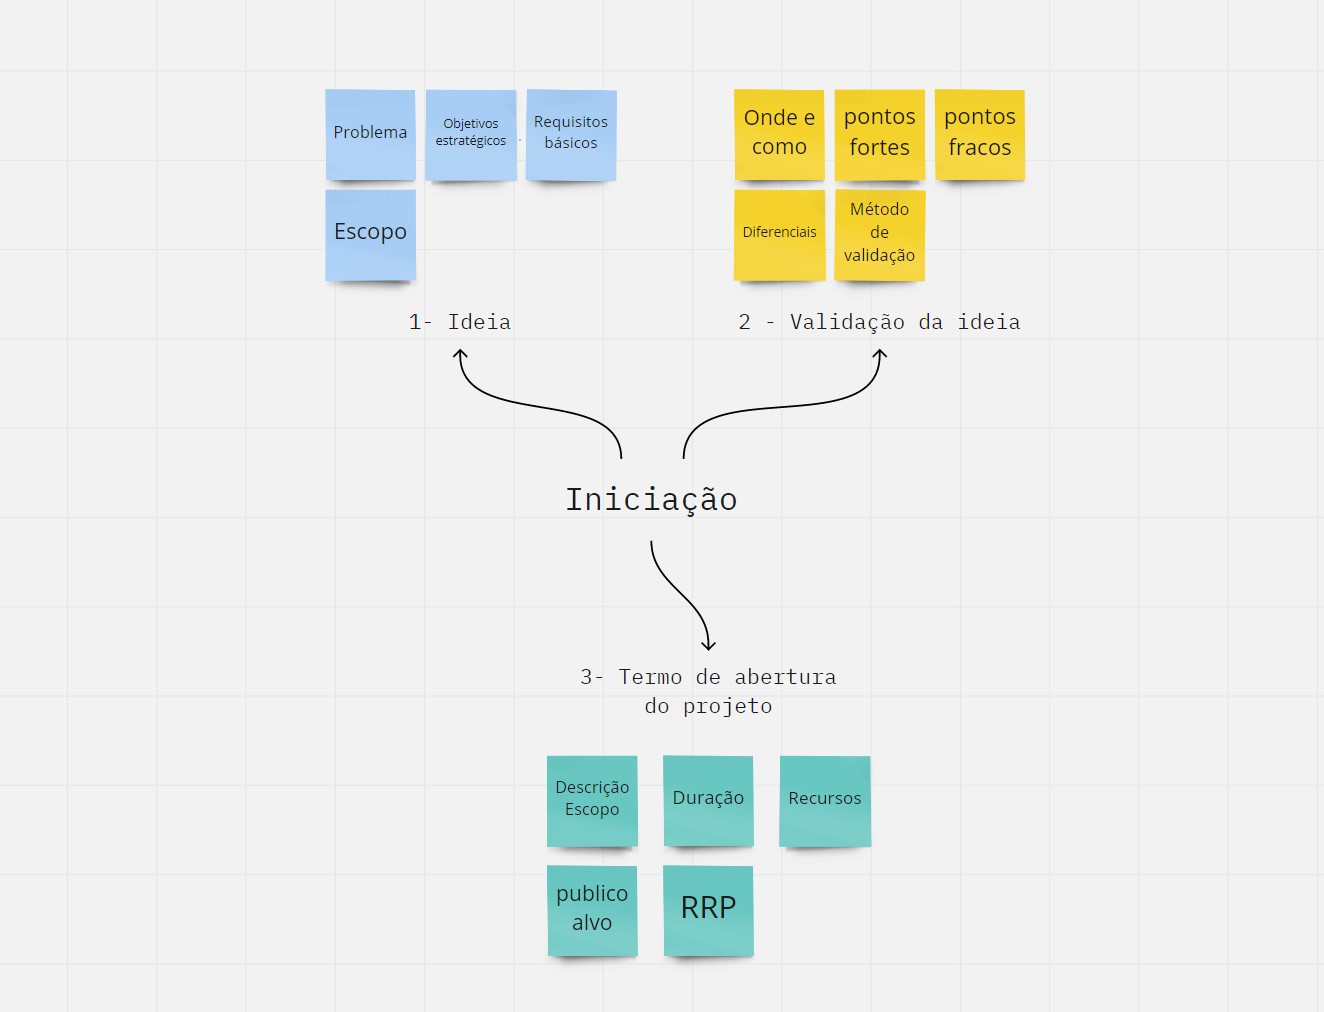 Problema
Objetivos
estratégicos
Requisitos
básicos
Escopo
1- Ideia
Onde e
como
pontos
fortes
pontos
fracos
Diferenciais
Método
de
validação
2 - Validação da ideia
Iniciação
3- Termo de abertura
do projeto
Descrição
Escopo
Duração
Recursos
publico
alvo
RRP